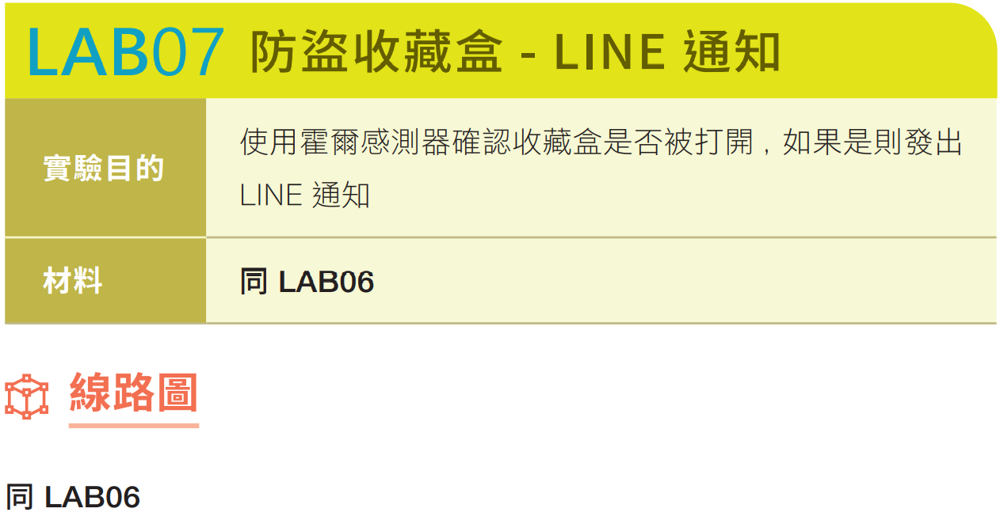 LAB07 防盜收藏盒 - LINE 通知
實驗目的
使用霍爾感測器確認收藏盒是否被打開，如果是則發出
LINE 通知
材料
同 LAB06
線路圖
同 LAB06